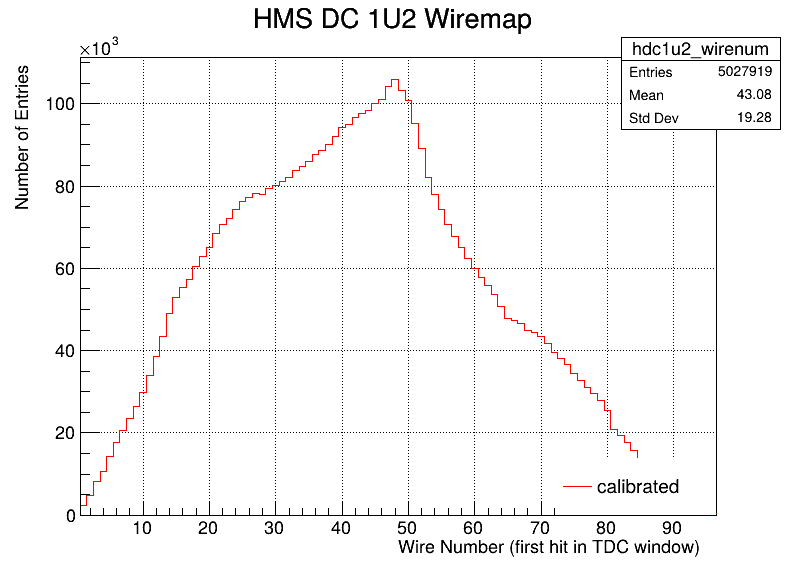 HMS DC 1U2 Wiremap
×10³
hdc1u2_wirenum
Entries 5027919
Mean 43.08
Std Dev 19.28
Number of Entries
100
80
60
40
20
0
10 20 30 40 50 60 70 80 90
calibrated
Wire Number (first hit in TDC window)